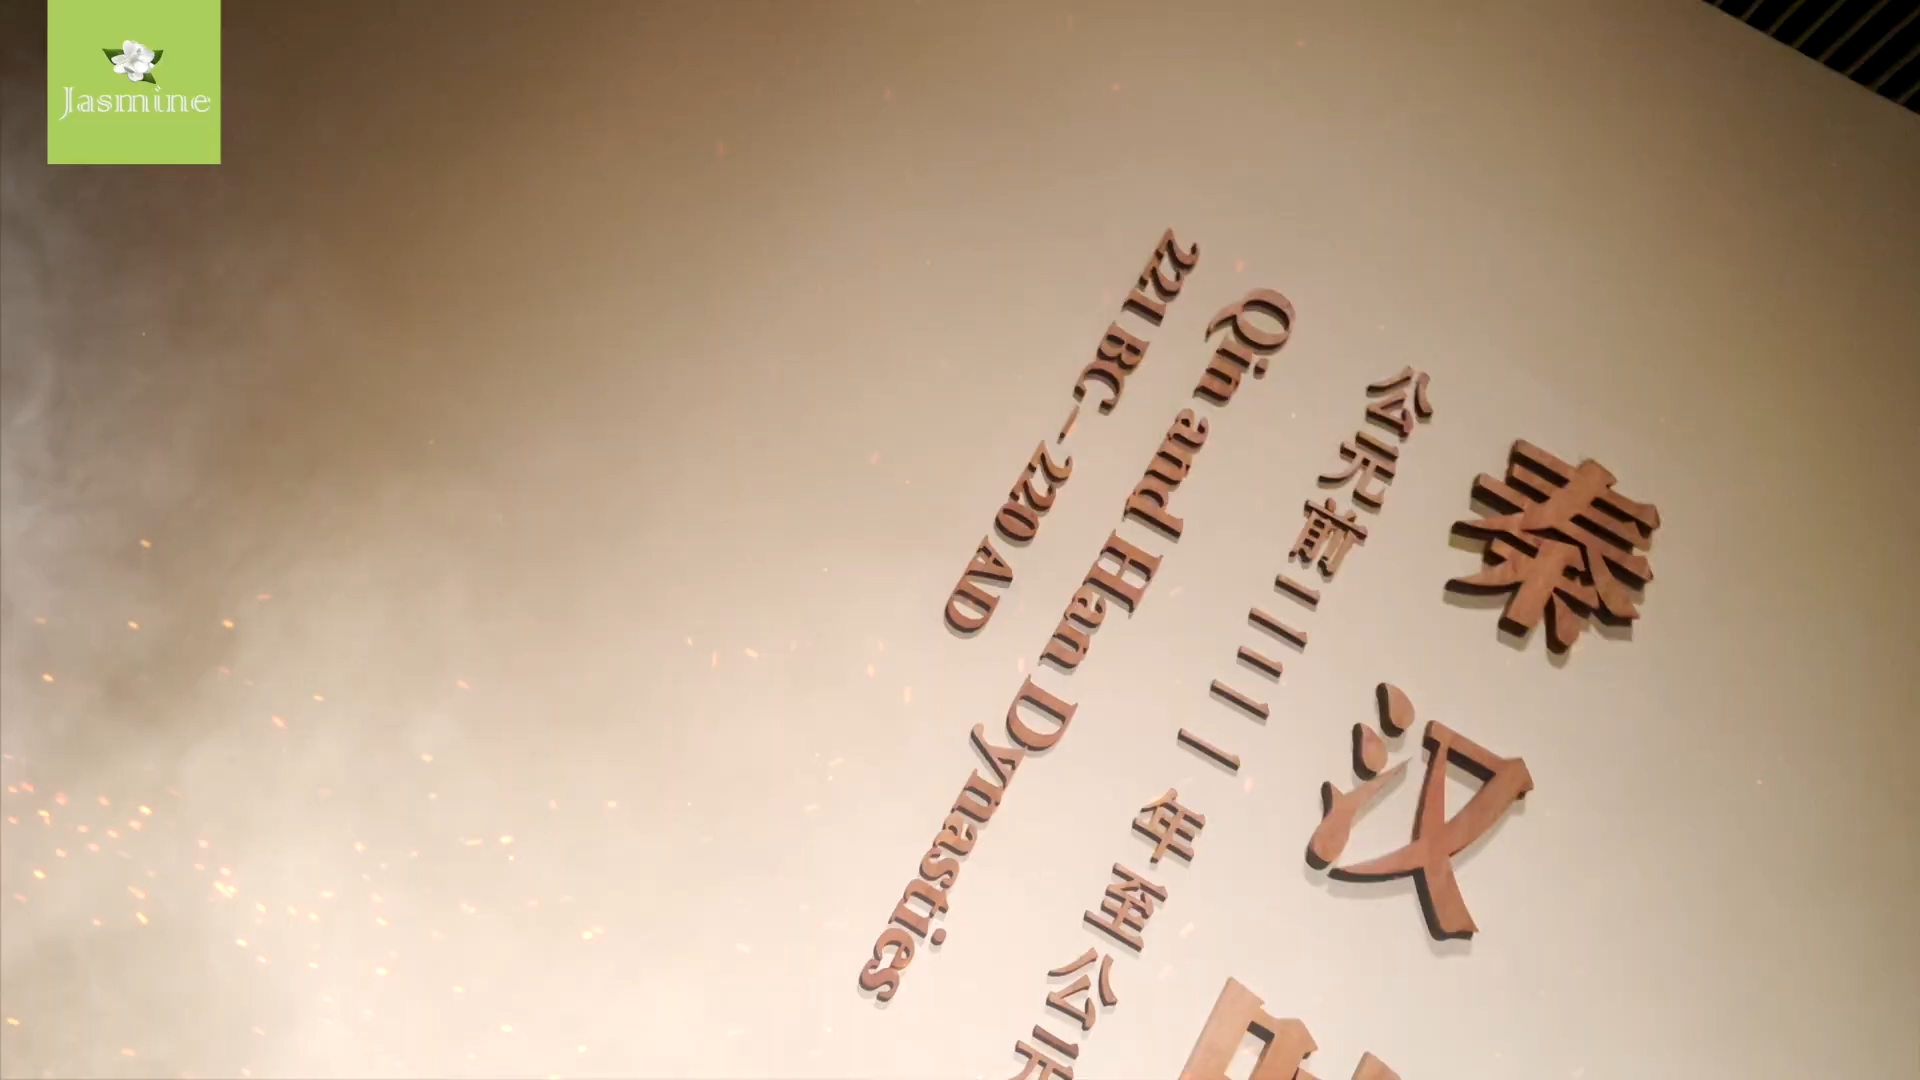 Jasmine
秦汉
公元前二二一年至公元
Qin and Han Dynasties
221 BC – 220 AD